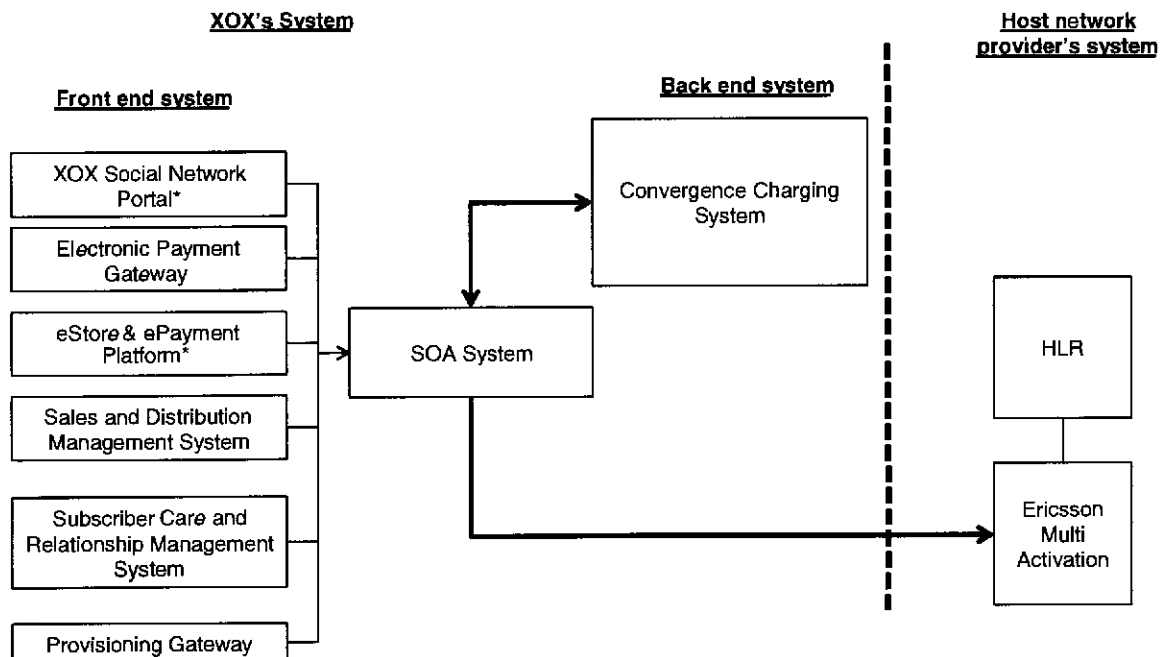 XOX's System
Host network
provider's system
Front end system
Back end system
XOX Social Network
Portal*
Electronic Payment
Gateway
eStore & ePayment
Platform*
Sales and Distribution
Management System
Subscriber Care and
Relationship Management
System
Provisioning Gateway
SOA System
Convergence Charging
System
HLR
Ericsson
Multi
Activation